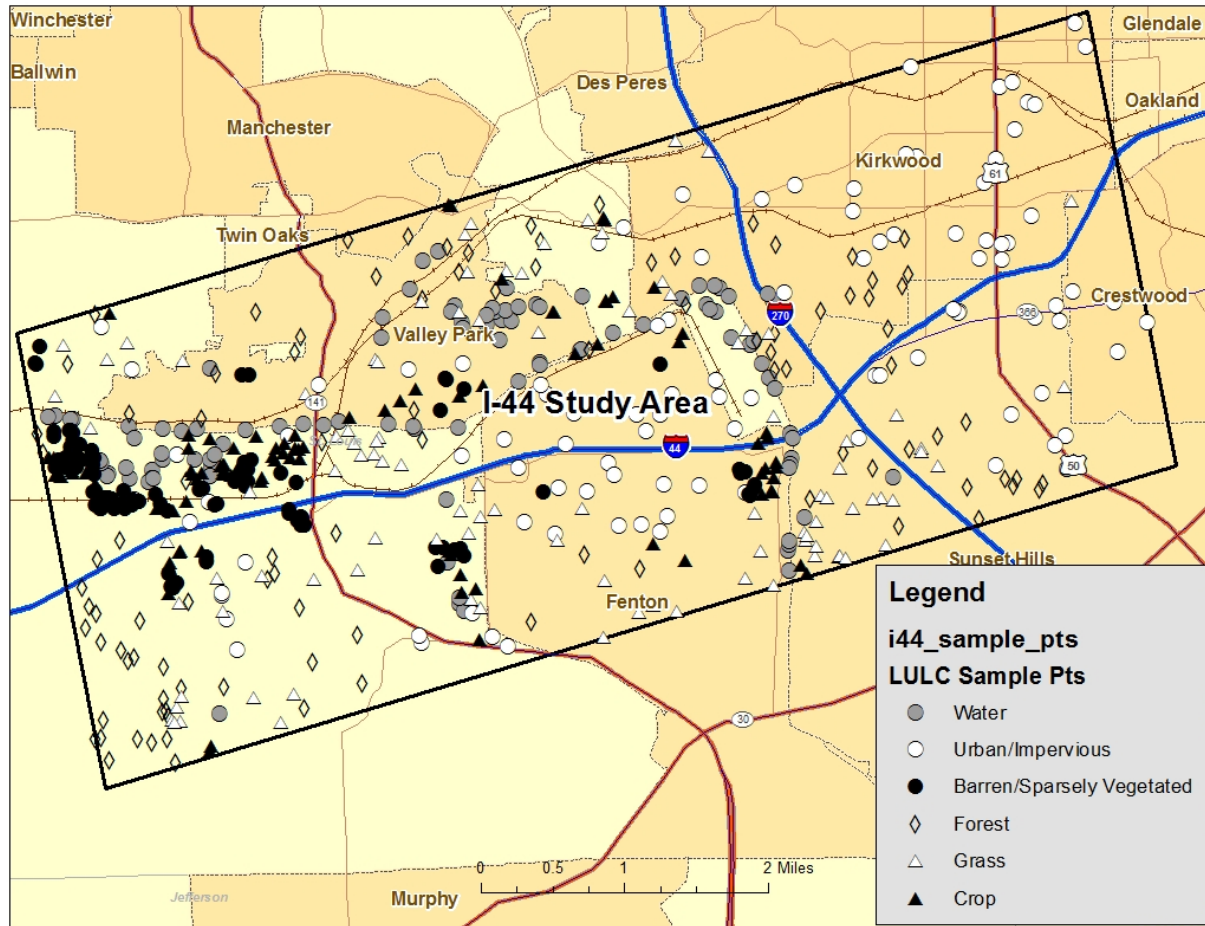 Winchester
Glendale
Ballwin
Des Peres
Oakland
Manchester
Kirkwood
61
Twin Oaks
Crestwood
270
366
Valley Park
I-44 Study Area
141
St. Louis
44
50
Sunset Hills
Fenton
Legend
i44_sample_pts
LULC Sample Pts
Water
30
Urban/Impervious
Barren/Sparsely Vegetated
Forest
Grass
Crop
0 0.5 1 2 Miles
Jefferson
Murphy